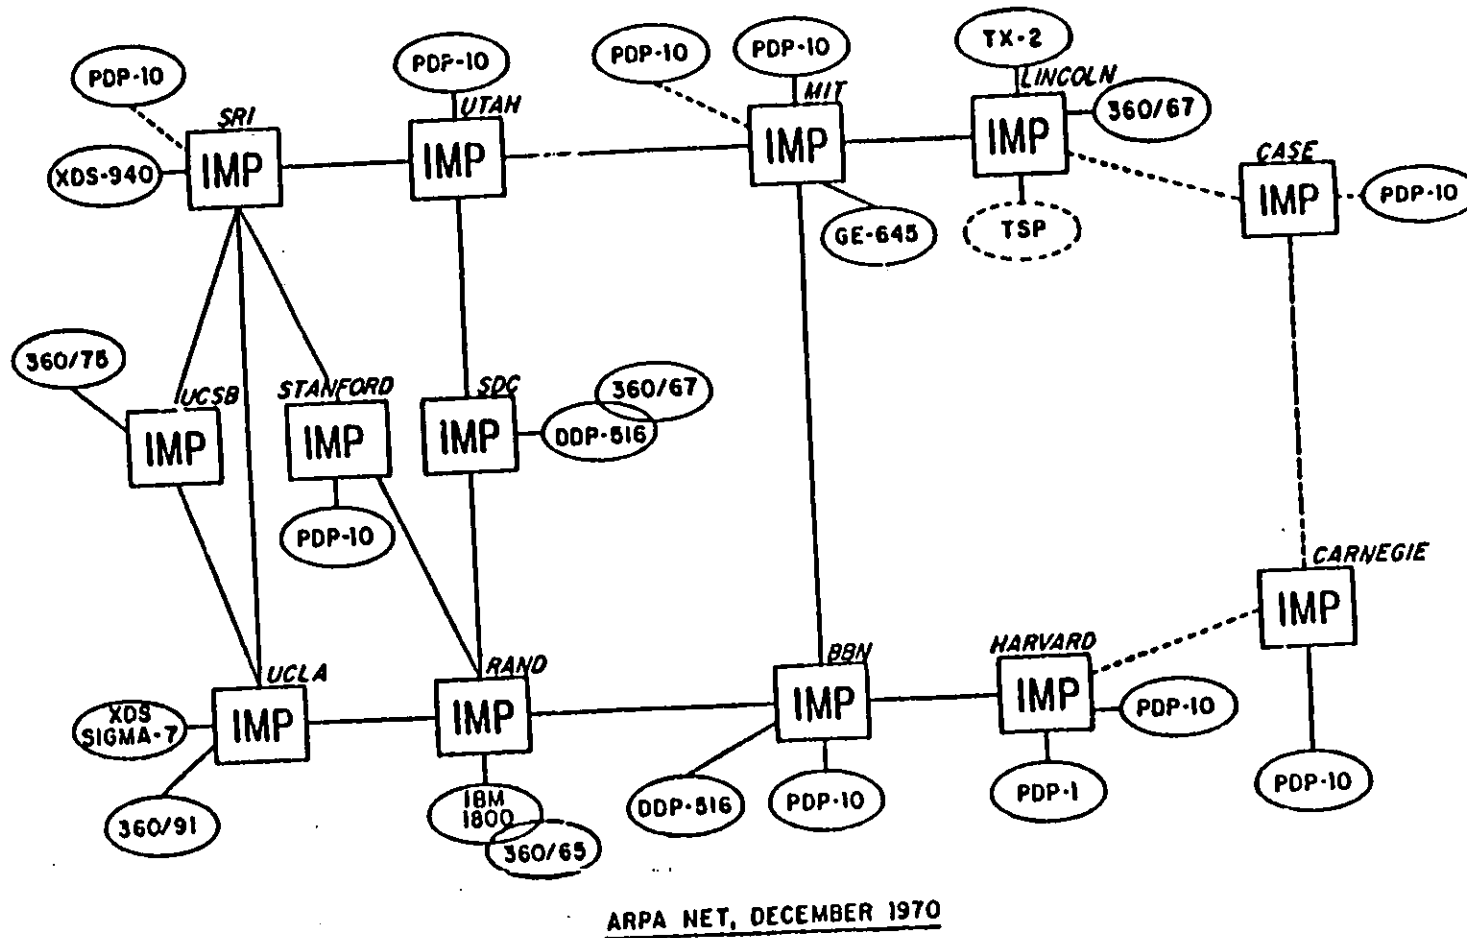 PDP-10
SRI
IMP
XDS-940
PDP-10
UTAH
IMP
PDP-10
PDP-10
MIT
IMP
GE-645
TX-2
LINCOLN
IMP
360/67
TSP
CASE
IMP
PDP-10
360/75
UCSB
IMP
STANFORD
IMP
PDP-10
SDC
IMP
360/67
DDP-516
CARNEGIE
IMP
PDP-10
UCLA
IMP
XDS
SIGMA-7
360/91
RAND
IMP
IBM
1800
360/65
BBN
IMP
DDP-516
PDP-10
HARVARD
IMP
PDP-10
PDP-1
ARPA NET, DECEMBER 1970